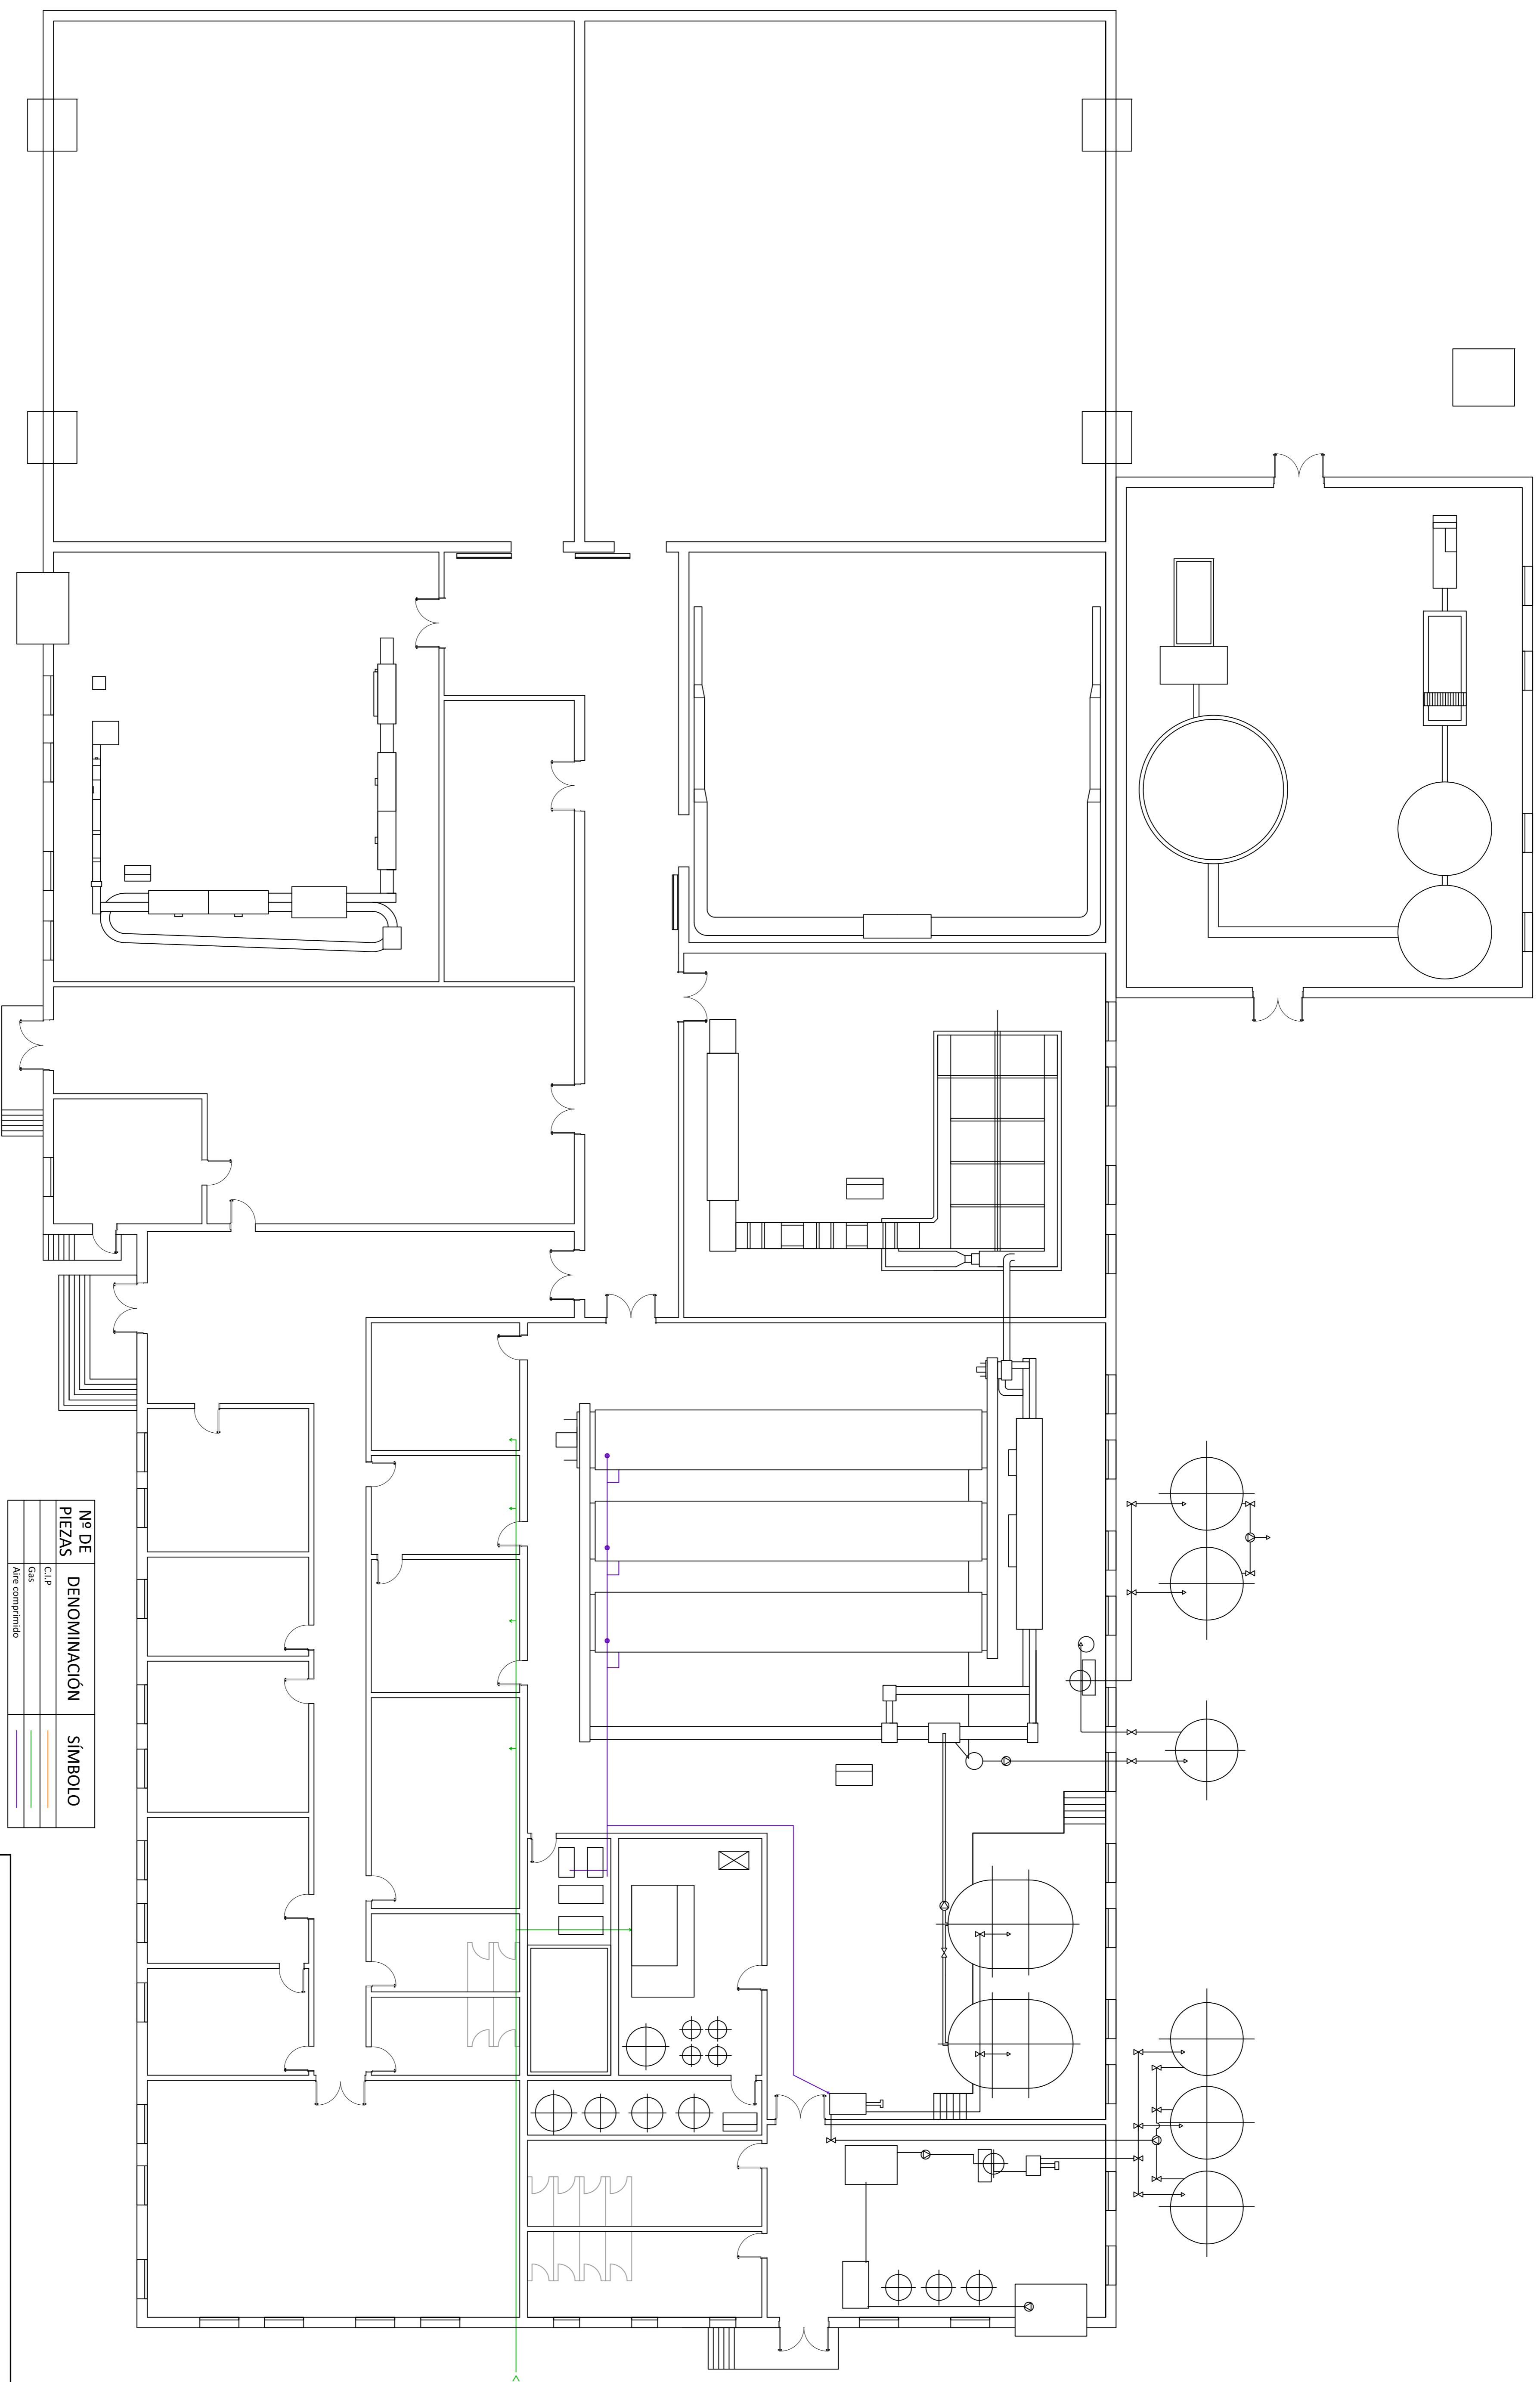 Nº DE
PIEZAS
DENOMINACIÓN
SÍMBOLO
C.I.P
Gas
Aire comprimido